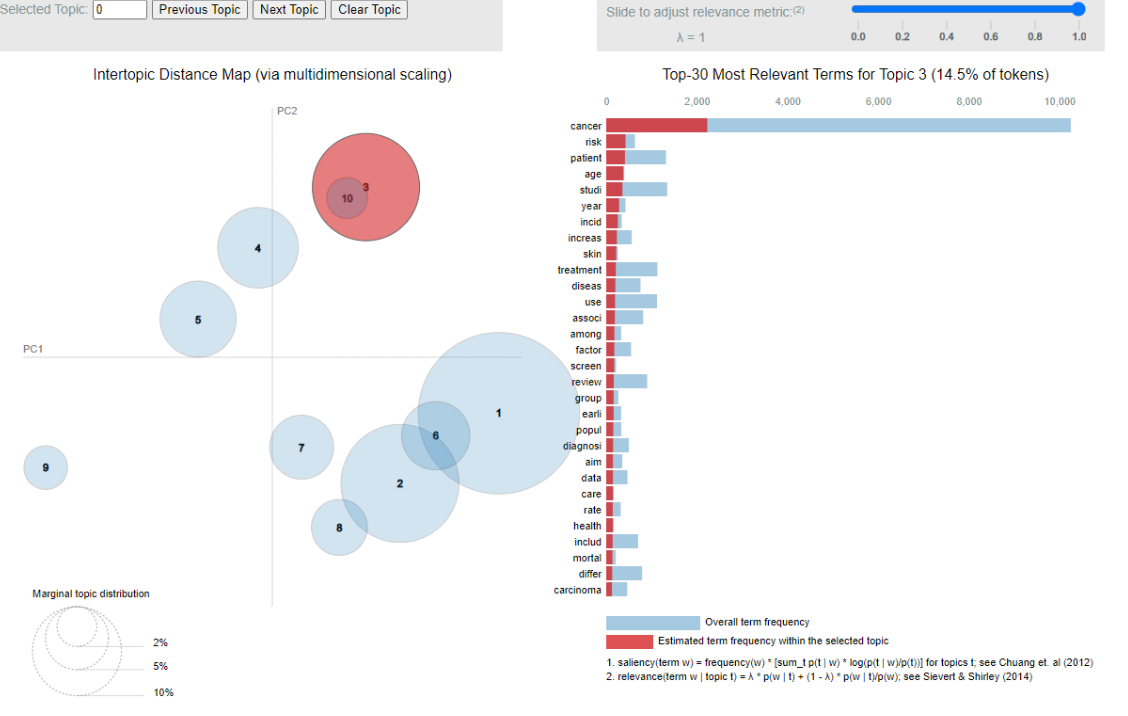 Selected Topic: 0 Previous Topic Next Topic Clear Topic
Slide to adjust relevance metric:(2)
λ = 1
0.0 0.2 0.4 0.6 0.8 1.0
Intertopic Distance Map (via multidimensional scaling)
PC2
PC1
3
10
4
5
1
6
7
9
2
8
Marginal topic distribution
2%
5%
10%
Top-30 Most Relevant Terms for Topic 3 (14.5% of tokens)
0 2,000 4,000 6,000 8,000 10,000
cancer
risk
patient
age
studi
year
incid
increas
skin
treatment
diseas
use
associ
among
factor
screen
review
group
earli
popul
diagnosi
aim
data
care
rate
health
includ
mortal
differ
carcinoma
Overall term frequency
Estimated term frequency within the selected topic
1. saliency(term w) = frequency(w) * [sum_t p(t | w) * log(p(t | w)/p(t))] for topics t; see Chuang et. al (2012)
2. relevance(term w | topic t) = λ * p(w | t) + (1 - λ) * p(w | t)/p(w); see Sievert & Shirley (2014)